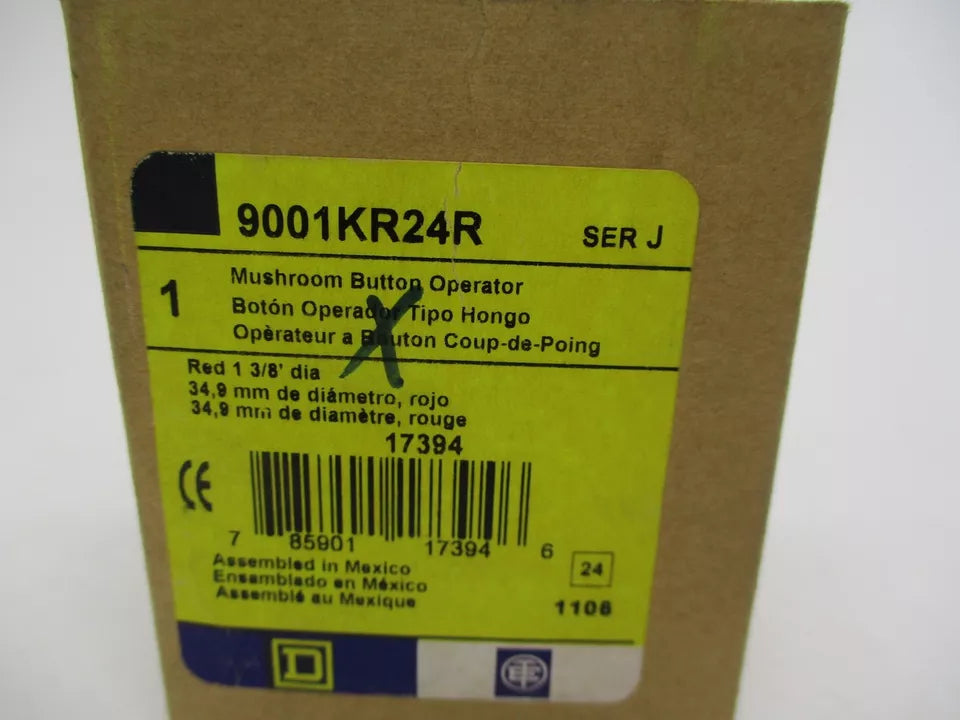 9001KR24R SER J
1 Mushroom Button Operator
Botón Operador Tipo Hongo
Opèrateur a Bouton Coup-de-Poing
Red 1 3/8' dia
34,9 mm de diámetro, rojo
34,9 mm de diamètre, rouge
17394
CE
7 85901 17394 6
24
Assembled in Mexico
Ensamblado en México
Assemblé au Mexique
1106
D
TE